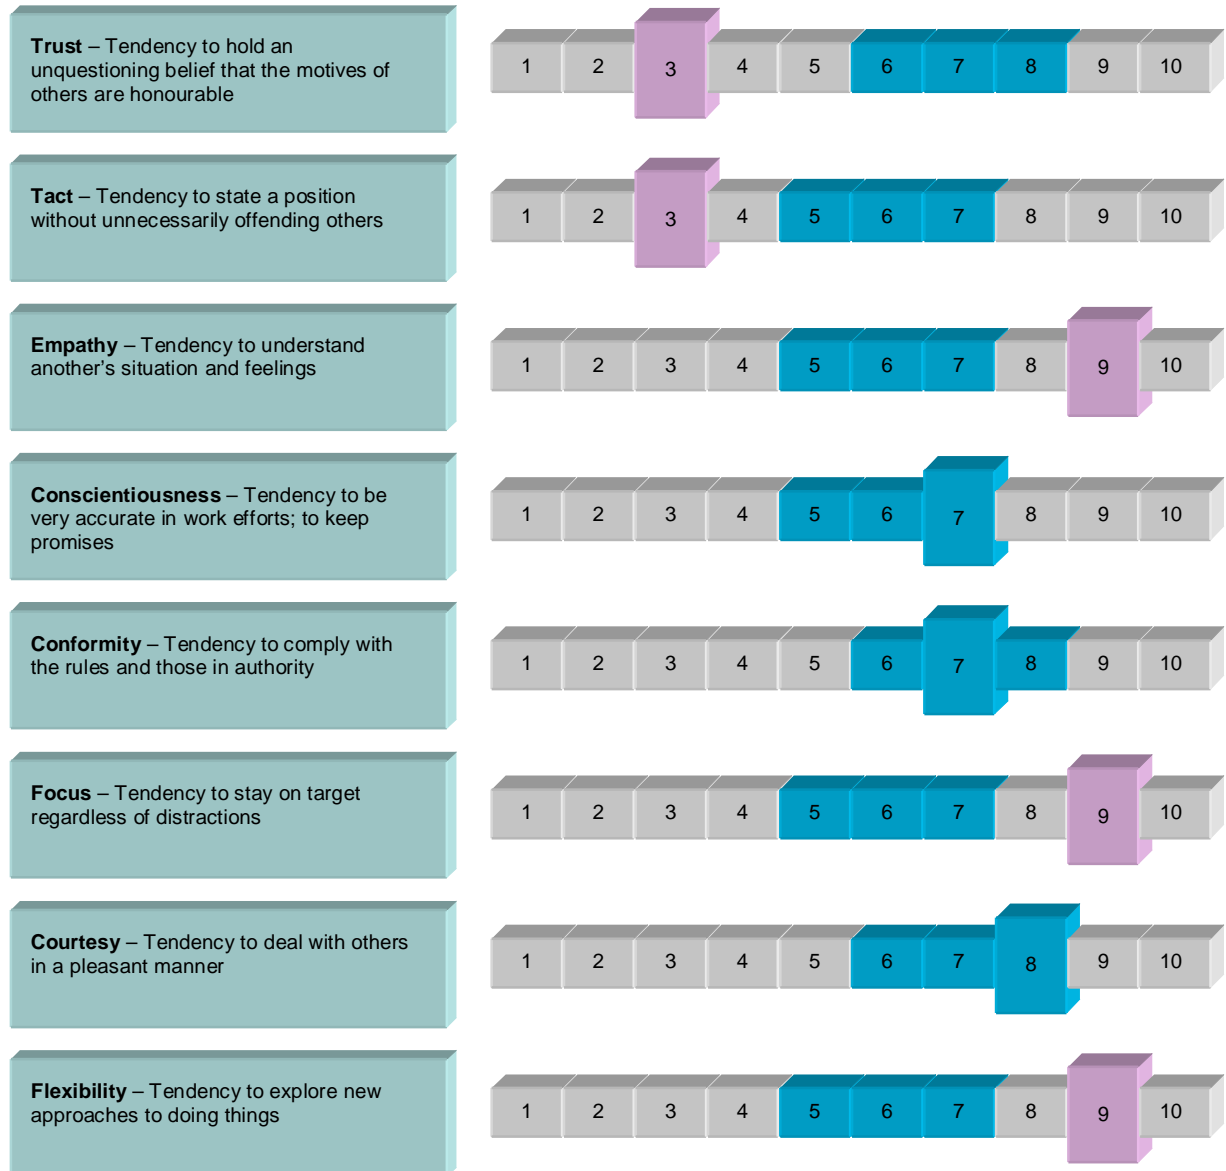 Trust – Tendency to hold an
unquestioning belief that the motives of
others are honourable
1 2 3 4 5 6 7 8 9 10
Tact – Tendency to state a position
without unnecessarily offending others
1 2 3 4 5 6 7 8 9 10
Empathy – Tendency to understand
another’s situation and feelings
1 2 3 4 5 6 7 8 9 10
Conscientiousness – Tendency to be
very accurate in work efforts; to keep
promises
1 2 3 4 5 6 7 8 9 10
Conformity – Tendency to comply with
the rules and those in authority
1 2 3 4 5 6 7 8 9 10
Focus – Tendency to stay on target
regardless of distractions
1 2 3 4 5 6 7 8 9 10
Courtesy – Tendency to deal with others
in a pleasant manner
1 2 3 4 5 6 7 8 9 10
Flexibility – Tendency to explore new
approaches to doing things
1 2 3 4 5 6 7 8 9 10